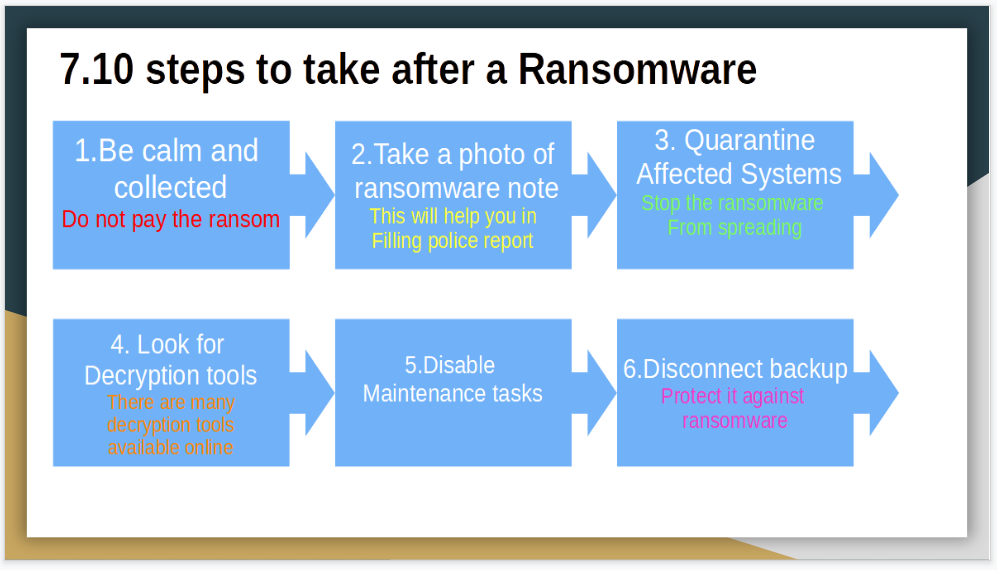 7.10 steps to take after a Ransomware
1.Be calm and
collected
Do not pay the ransom
2.Take a photo of
ransomware note
This will help you in
Filling police report
3. Quarantine
Affected Systems
Stop the ransomware
From spreading
4. Look for
Decryption tools
There are many
decryption tools
available online
5.Disable
Maintenance tasks
6.Disconnect backup
Protect it against
ransomware